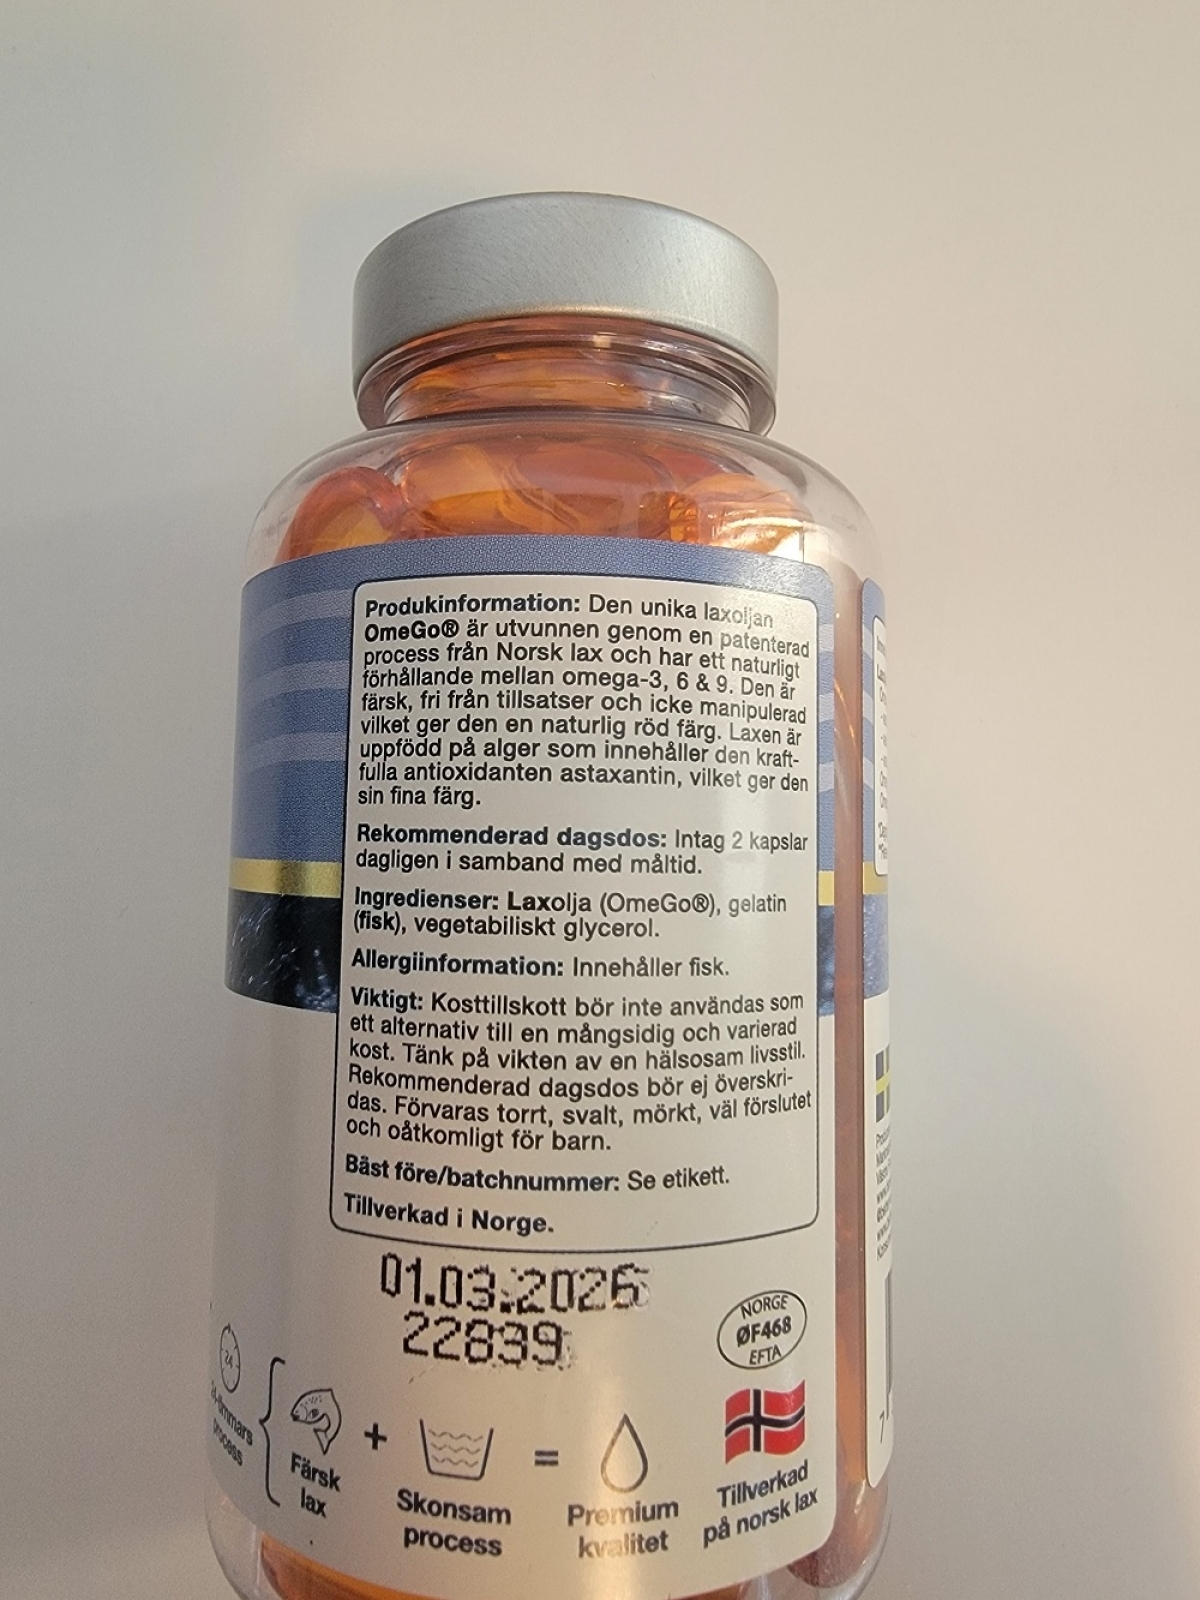 Produkinformation: Den unika laxoljan
OmeGo® är utvunnen genom en patenterad
process från Norsk lax och har ett naturligt
förhållande mellan omega-3, 6 & 9. Den är
färsk, fri från tillsatser och icke manipulerad
vilket ger den en naturlig röd färg. Laxen är
uppfödd på alger som innehåller den kraft-
fulla antioxidanten astaxantin, vilket ger den
sin fina färg.
Rekommenderad dagsdos: Intag 2 kapslar
dagligen i samband med måltid.
Ingredienser: Laxolja (OmeGo®), gelatin
(fisk), vegetabiliskt glycerol.
Allergiinformation: Innehåller fisk.
Viktigt: Kosttillskott bör inte användas som
ett alternativ till en mångsidig och varierad
kost. Tänk på vikten av en hälsosam livsstil.
Rekommenderad dagsdos bör ej överskri-
das. Förvaras torrt, svalt, mörkt, väl förslutet
och oåtkomligt för barn.
Bäst före/batchnummer: Se etikett.
Tillverkad i Norge.
01.03.2026
22839
NORGE
ØF468
EFTA
24
process
Färsk
lax
+
Skonsam
process
=
Premium
kvalitet
Tillverkad
på norsk lax
7